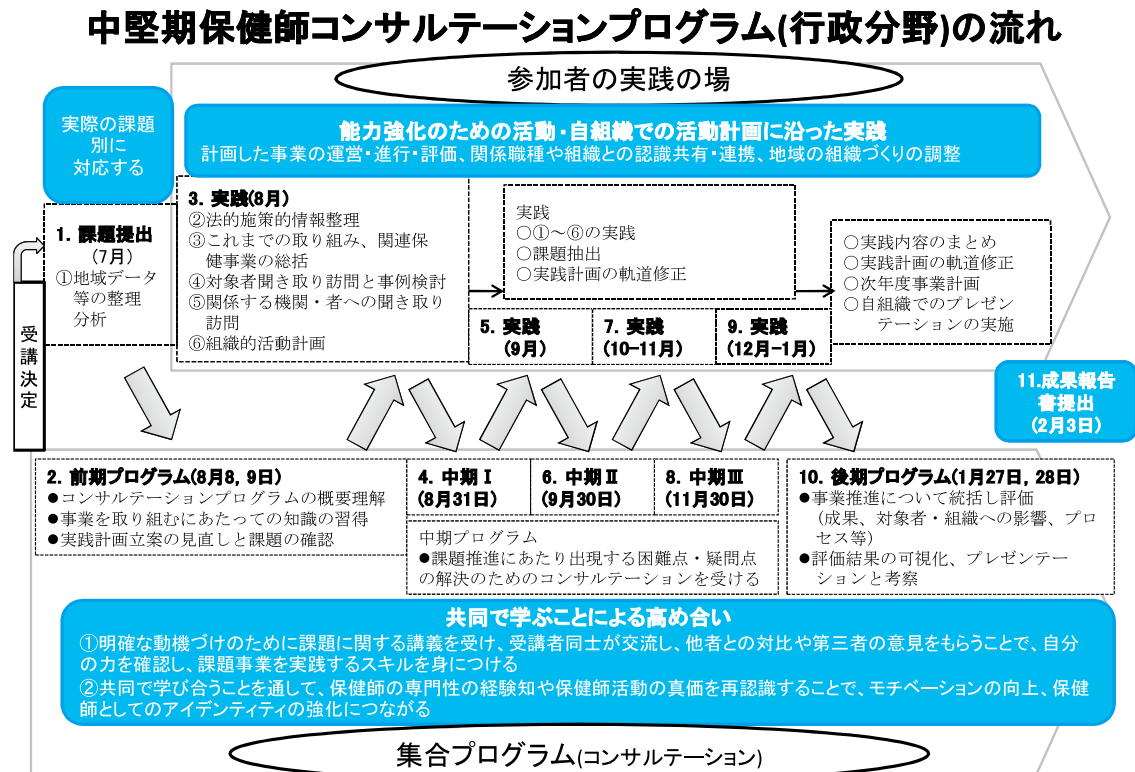 中堅期保健師コンサルテーションプログラム(行政分野)の流れ
参加者の実践の場
実際の課題
別に
対応する
能力強化のための活動・自組織での活動計画に沿った実践
計画した事業の運営・進行・評価、関係職種や組織との認識共有・連携、地域の組織づくりの調整
受講決定
1. 課題提出
(7月)
①地域データ
等の整理
分析
3. 実践(8月)
②法的施策的情報整理
③これまでの取り組み、関連保
健事業の総括
④対象者聞き取り訪問と事例検討
⑤関係する機関・者への聞き取り
訪問
⑥組織的活動計画
実践
○①～⑥の実践
○課題抽出
○実践計画の軌道修正
5. 実践
(9月)
7. 実践
(10-11月)
9. 実践
(12月-1月)
○実践内容のまとめ
○実践計画の軌道修正
○次年度事業計画
○自組織でのプレゼン
テーションの実施
11.成果報告
書提出
(2月3日)
2. 前期プログラム(8月8, 9日)
●コンサルテーションプログラムの概要理解
●事業を取り組むにあたっての知識の習得
●実践計画立案の見直しと課題の確認
4. 中期Ⅰ
(8月31日)
6. 中期Ⅱ
(9月30日)
8. 中期Ⅲ
(11月30日)
中期プログラム
●課題推進にあたり出現する困難点・疑問点
の解決のためのコンサルテーションを受ける
10. 後期プログラム(1月27日, 28日)
●事業推進について統括し評価
(成果、対象者・組織への影響、プロ
セス等)
●評価結果の可視化、プレゼンテー
ションと考察
共同で学ぶことによる高め合い
①明確な動機づけのために課題に関する講義を受け、受講者同士が交流し、他者との対比や第三者の意見をもらうことで、自分
の力を確認し、課題事業を実践するスキルを身につける
②共同で学び合うことを通して、保健師の専門性の経験知や保健師活動の真価を再認識することで、モチベーションの向上、保健
師としてのアイデンティティの強化につながる
集合プログラム(コンサルテーション)